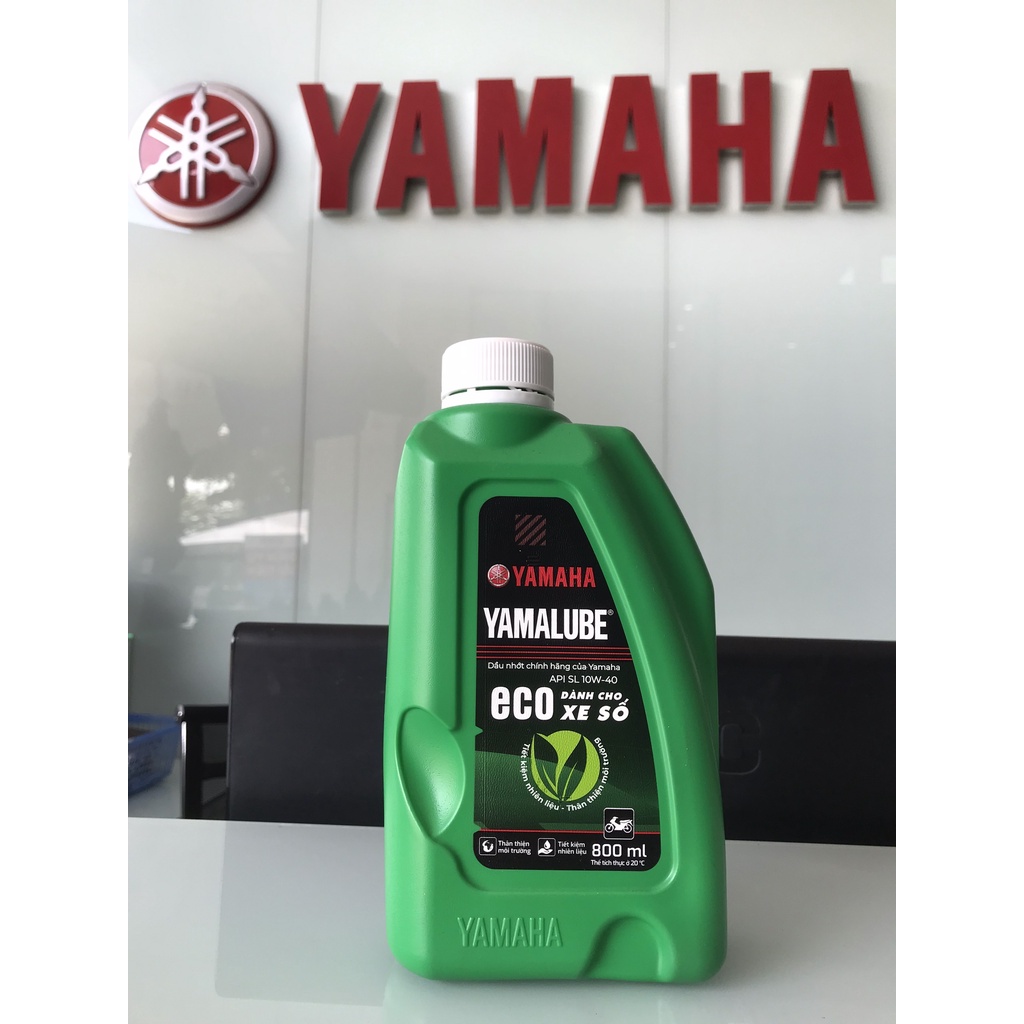 YAMAHA
YAMAHA
YAMALUBE®
Dầu nhớt chính hãng của Yamaha
API SL 10W-40
eco DÀNH CHO
XE SỐ
Tiết kiệm nhiên liệu - Thân thiện môi trường
Thân thiện
môi trường
Tiết kiệm
nhiên liệu
800 ml
Thể tích thực ở 20°C
YAMAHA